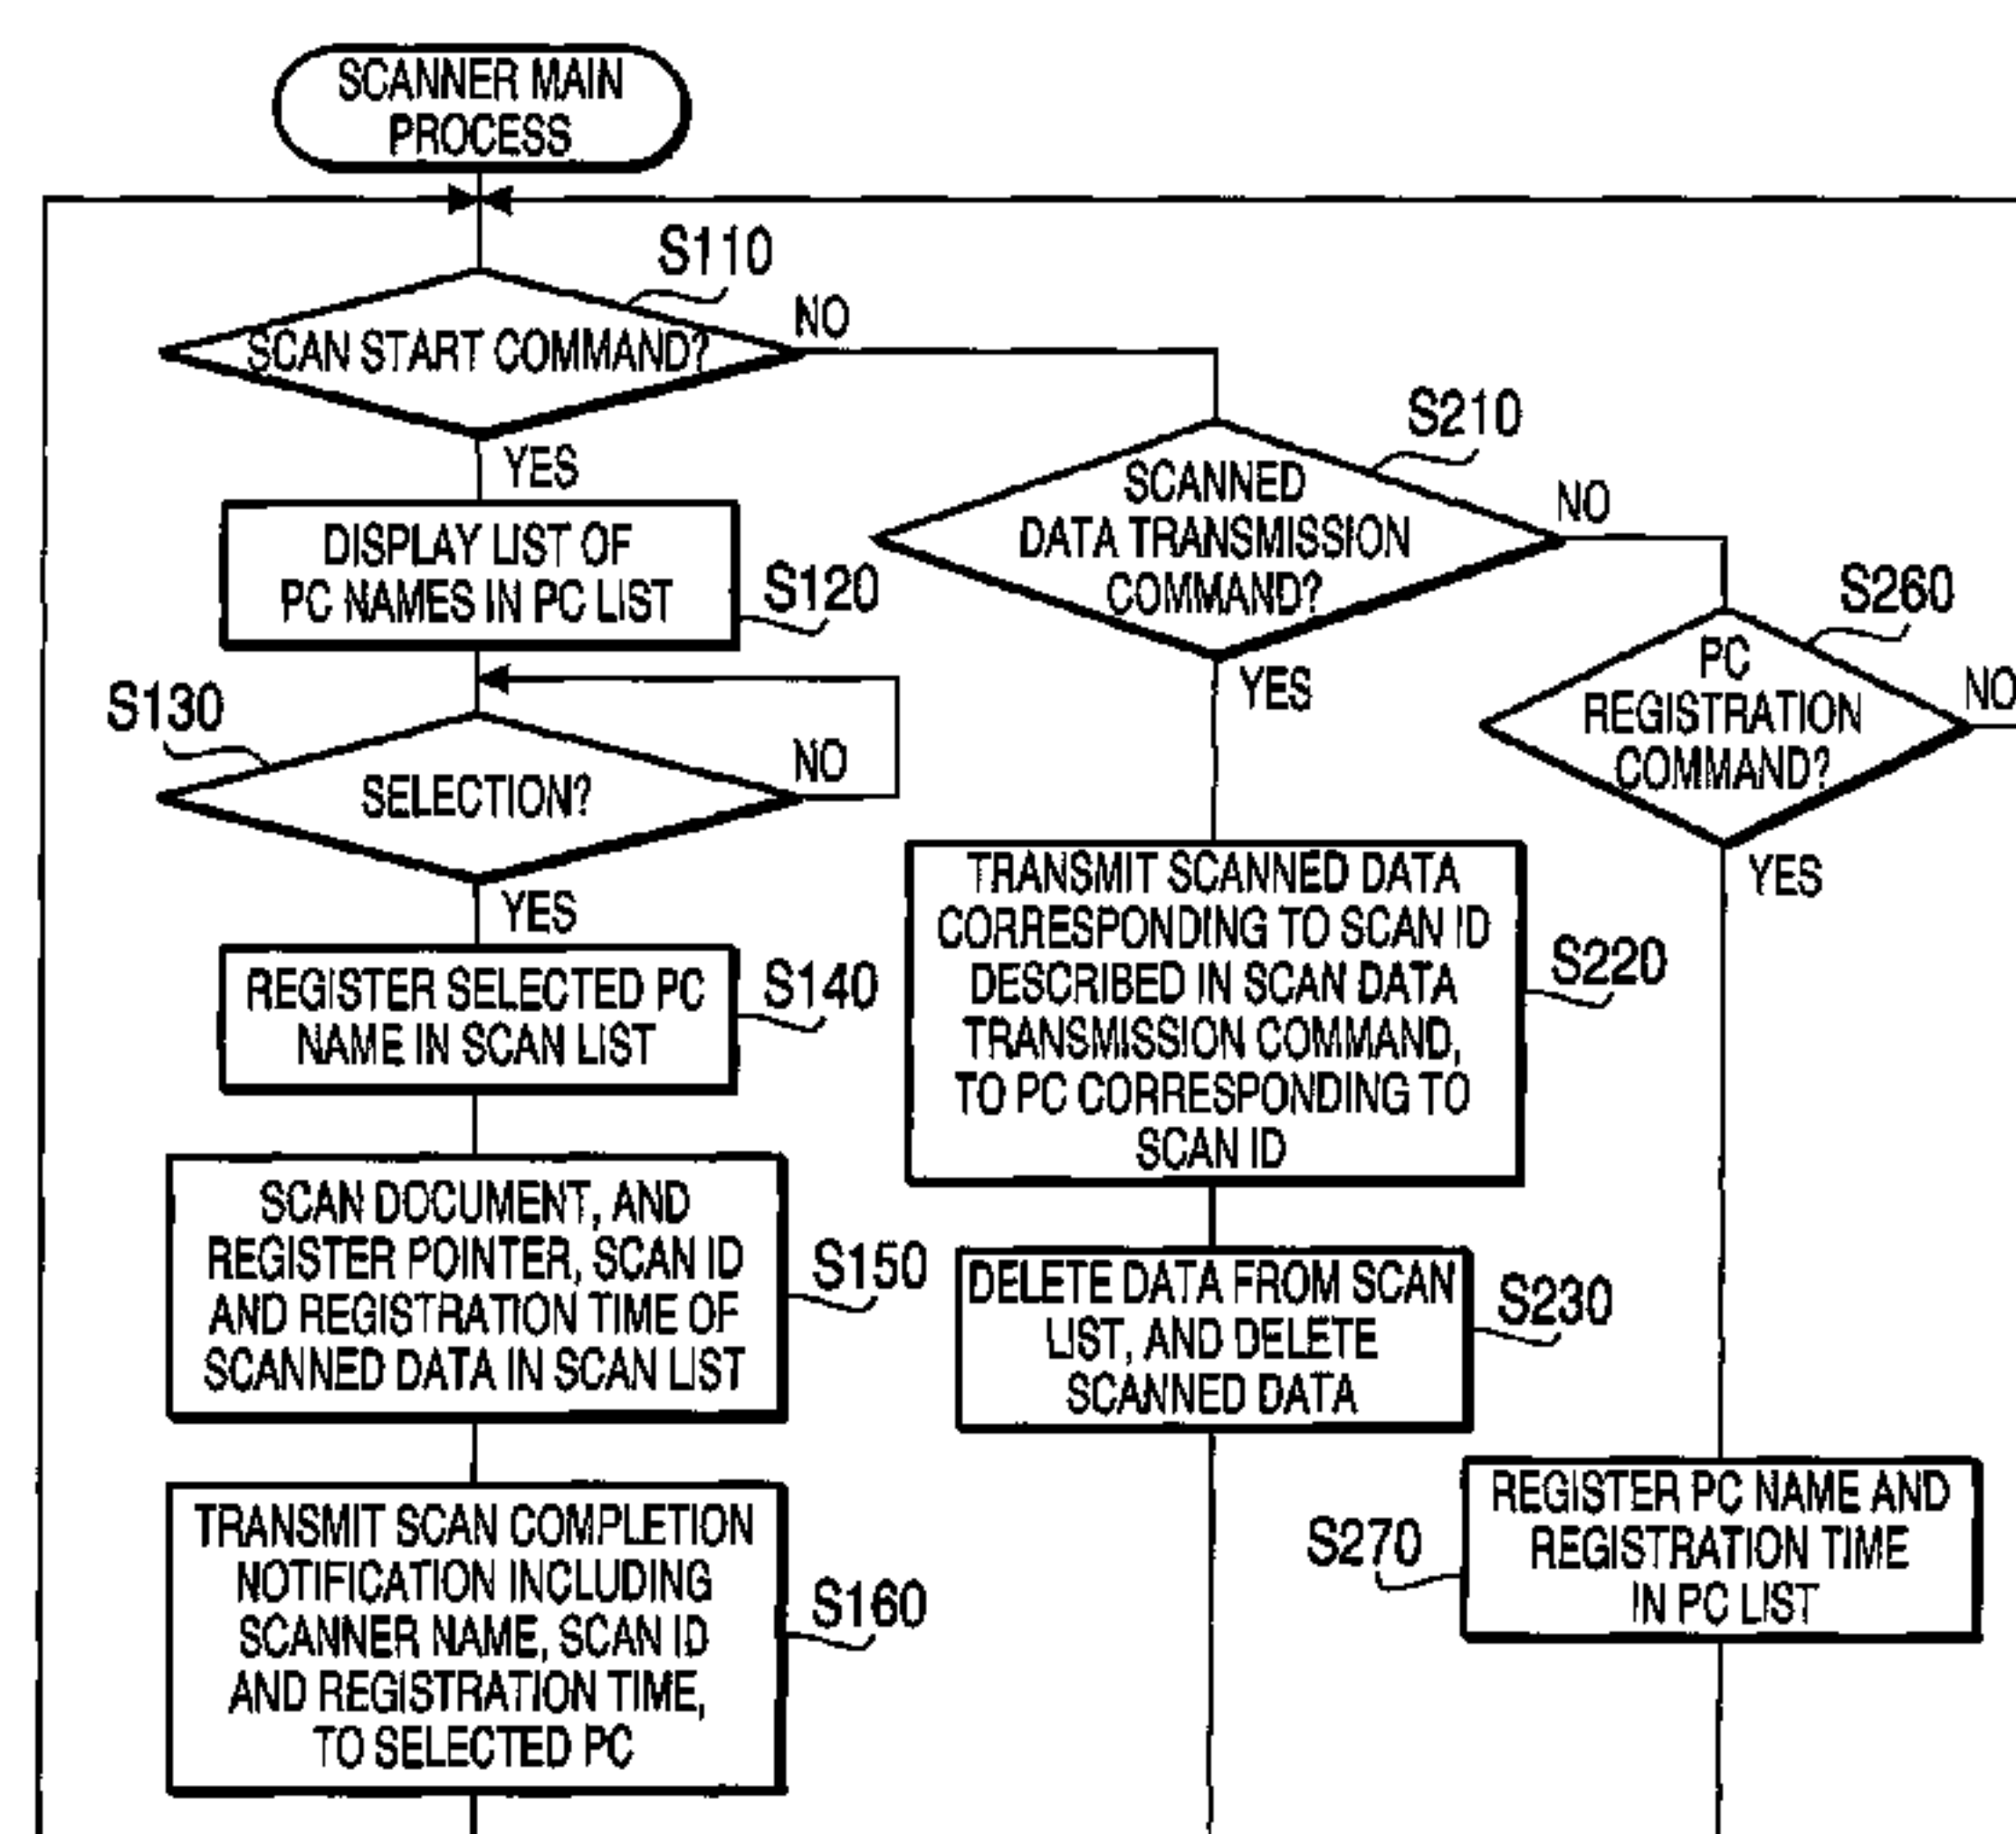 SCANNER MAIN
PROCESS
S110
SCAN START COMMAND?
NO
YES
DISPLAY LIST OF
PC NAMES IN PC LIST
S120
S130
SELECTION?
NO
YES
REGISTER SELECTED PC
NAME IN SCAN LIST
S140
SCAN DOCUMENT, AND
REGISTER POINTER, SCAN ID
AND REGISTRATION TIME OF
SCANNED DATA IN SCAN LIST
S150
TRANSMIT SCAN COMPLETION
NOTIFICATION INCLUDING
SCANNER NAME, SCAN ID
AND REGISTRATION TIME,
TO SELECTED PC
S160
S210
SCANNED
DATA TRANSMISSION
COMMAND?
NO
YES
TRANSMIT SCANNED DATA
CORRESPONDING TO SCAN ID
DESCRIBED IN SCAN DATA
TRANSMISSION COMMAND,
TO PC CORRESPONDING TO
SCAN ID
S220
DELETE DATA FROM SCAN
LIST, AND DELETE
SCANNED DATA
S230
S260
PC
REGISTRATION
COMMAND?
NO
YES
REGISTER PC NAME AND
REGISTRATION TIME
IN PC LIST
S270